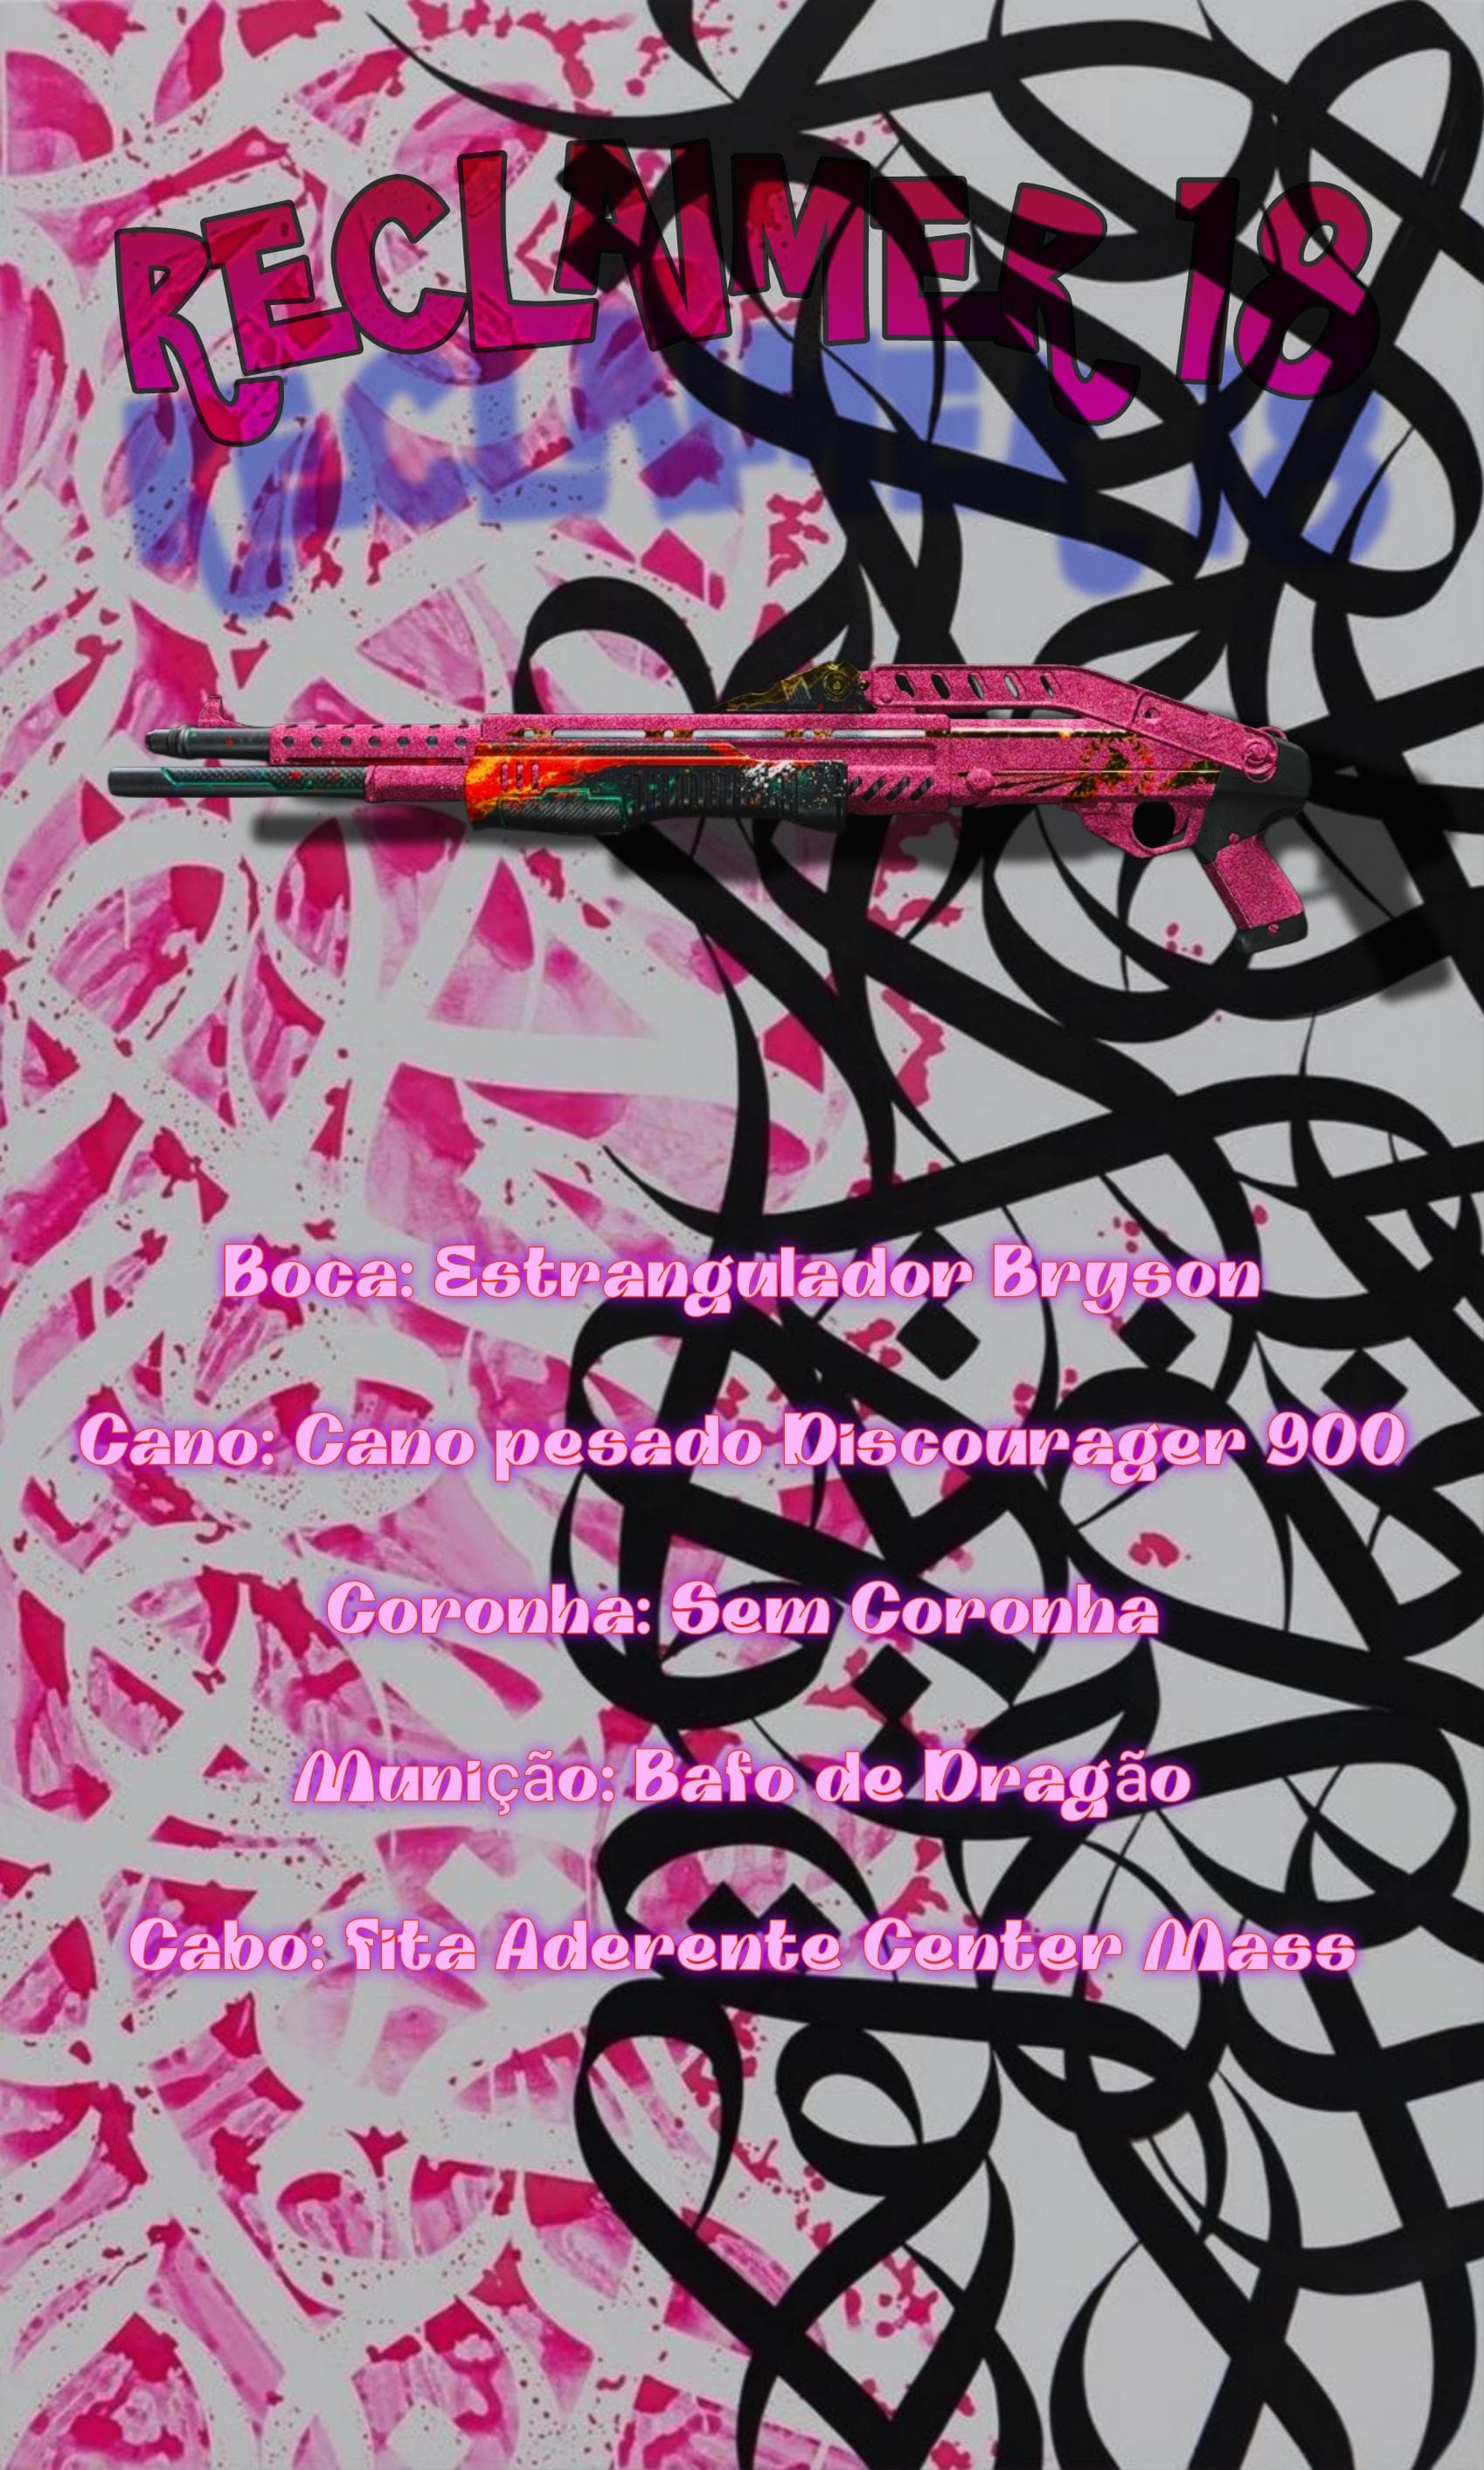 RECLAIMER 18
Boca: Estrangulador Bryson
Cano: Cano pesado Discourager 900
Coronha: Sem Coronha
Munição: Bafo de Dragão
Cabo: fita Aderente Center Mass